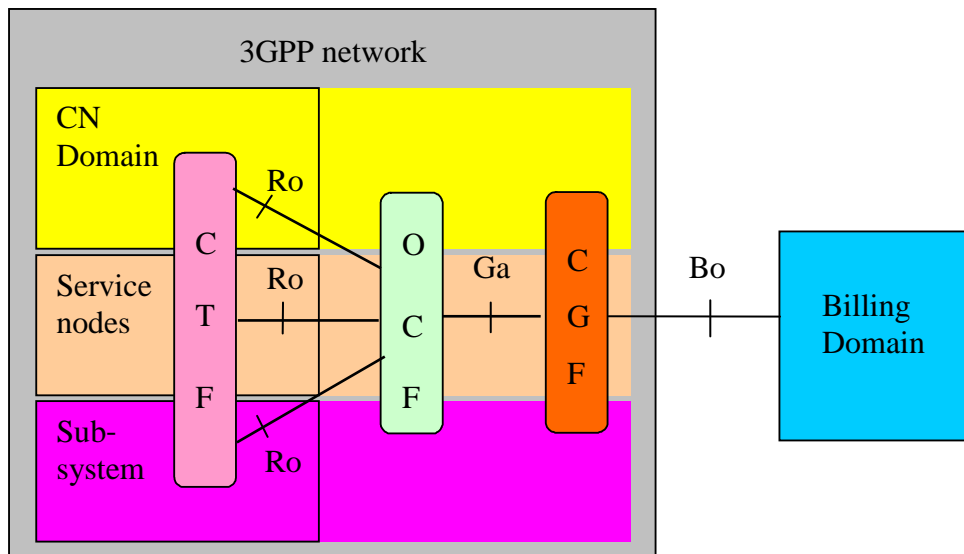 3GPP network
CN
Domain
Ro
C
T
F
Service
nodes
Ro
Sub-
system
Ro
O
C
F
Ga
C
G
F
Bo
Billing
Domain